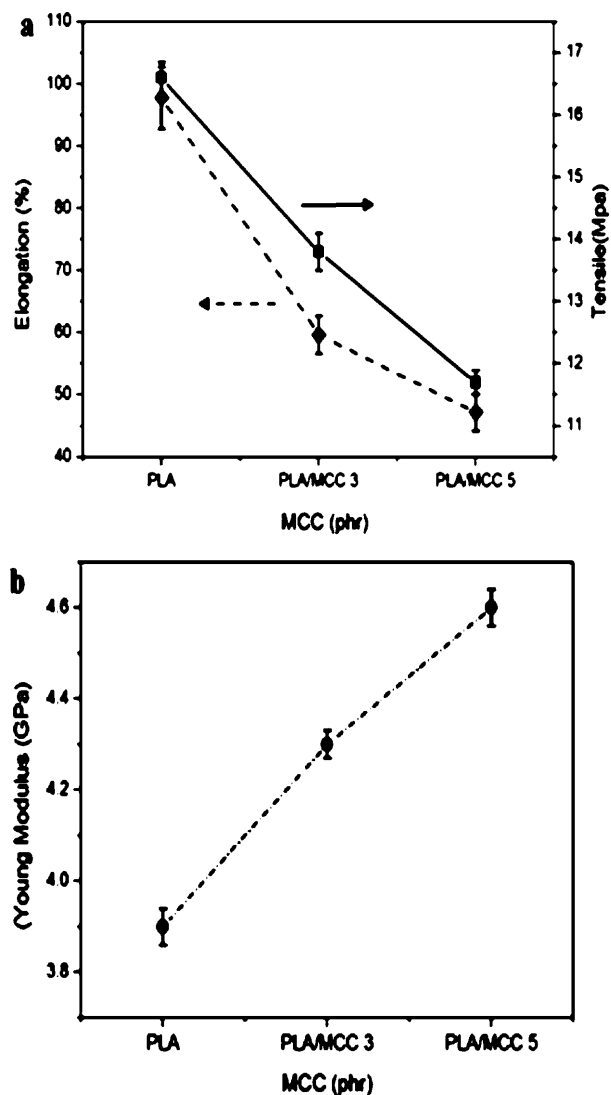 a
110
100
90
80
70
60
50
40
Elongation (%)
17
16
15
14
13
12
11
Tensile(Mpa)
PLA PLA/MCC 3 PLA/MCC 5
MCC (phr)
b
4.6
4.4
4.2
4.0
3.8
(Young Modulus (GPa)
PLA PLA/MCC 3 PLA/MCC 5
MCC (phr)